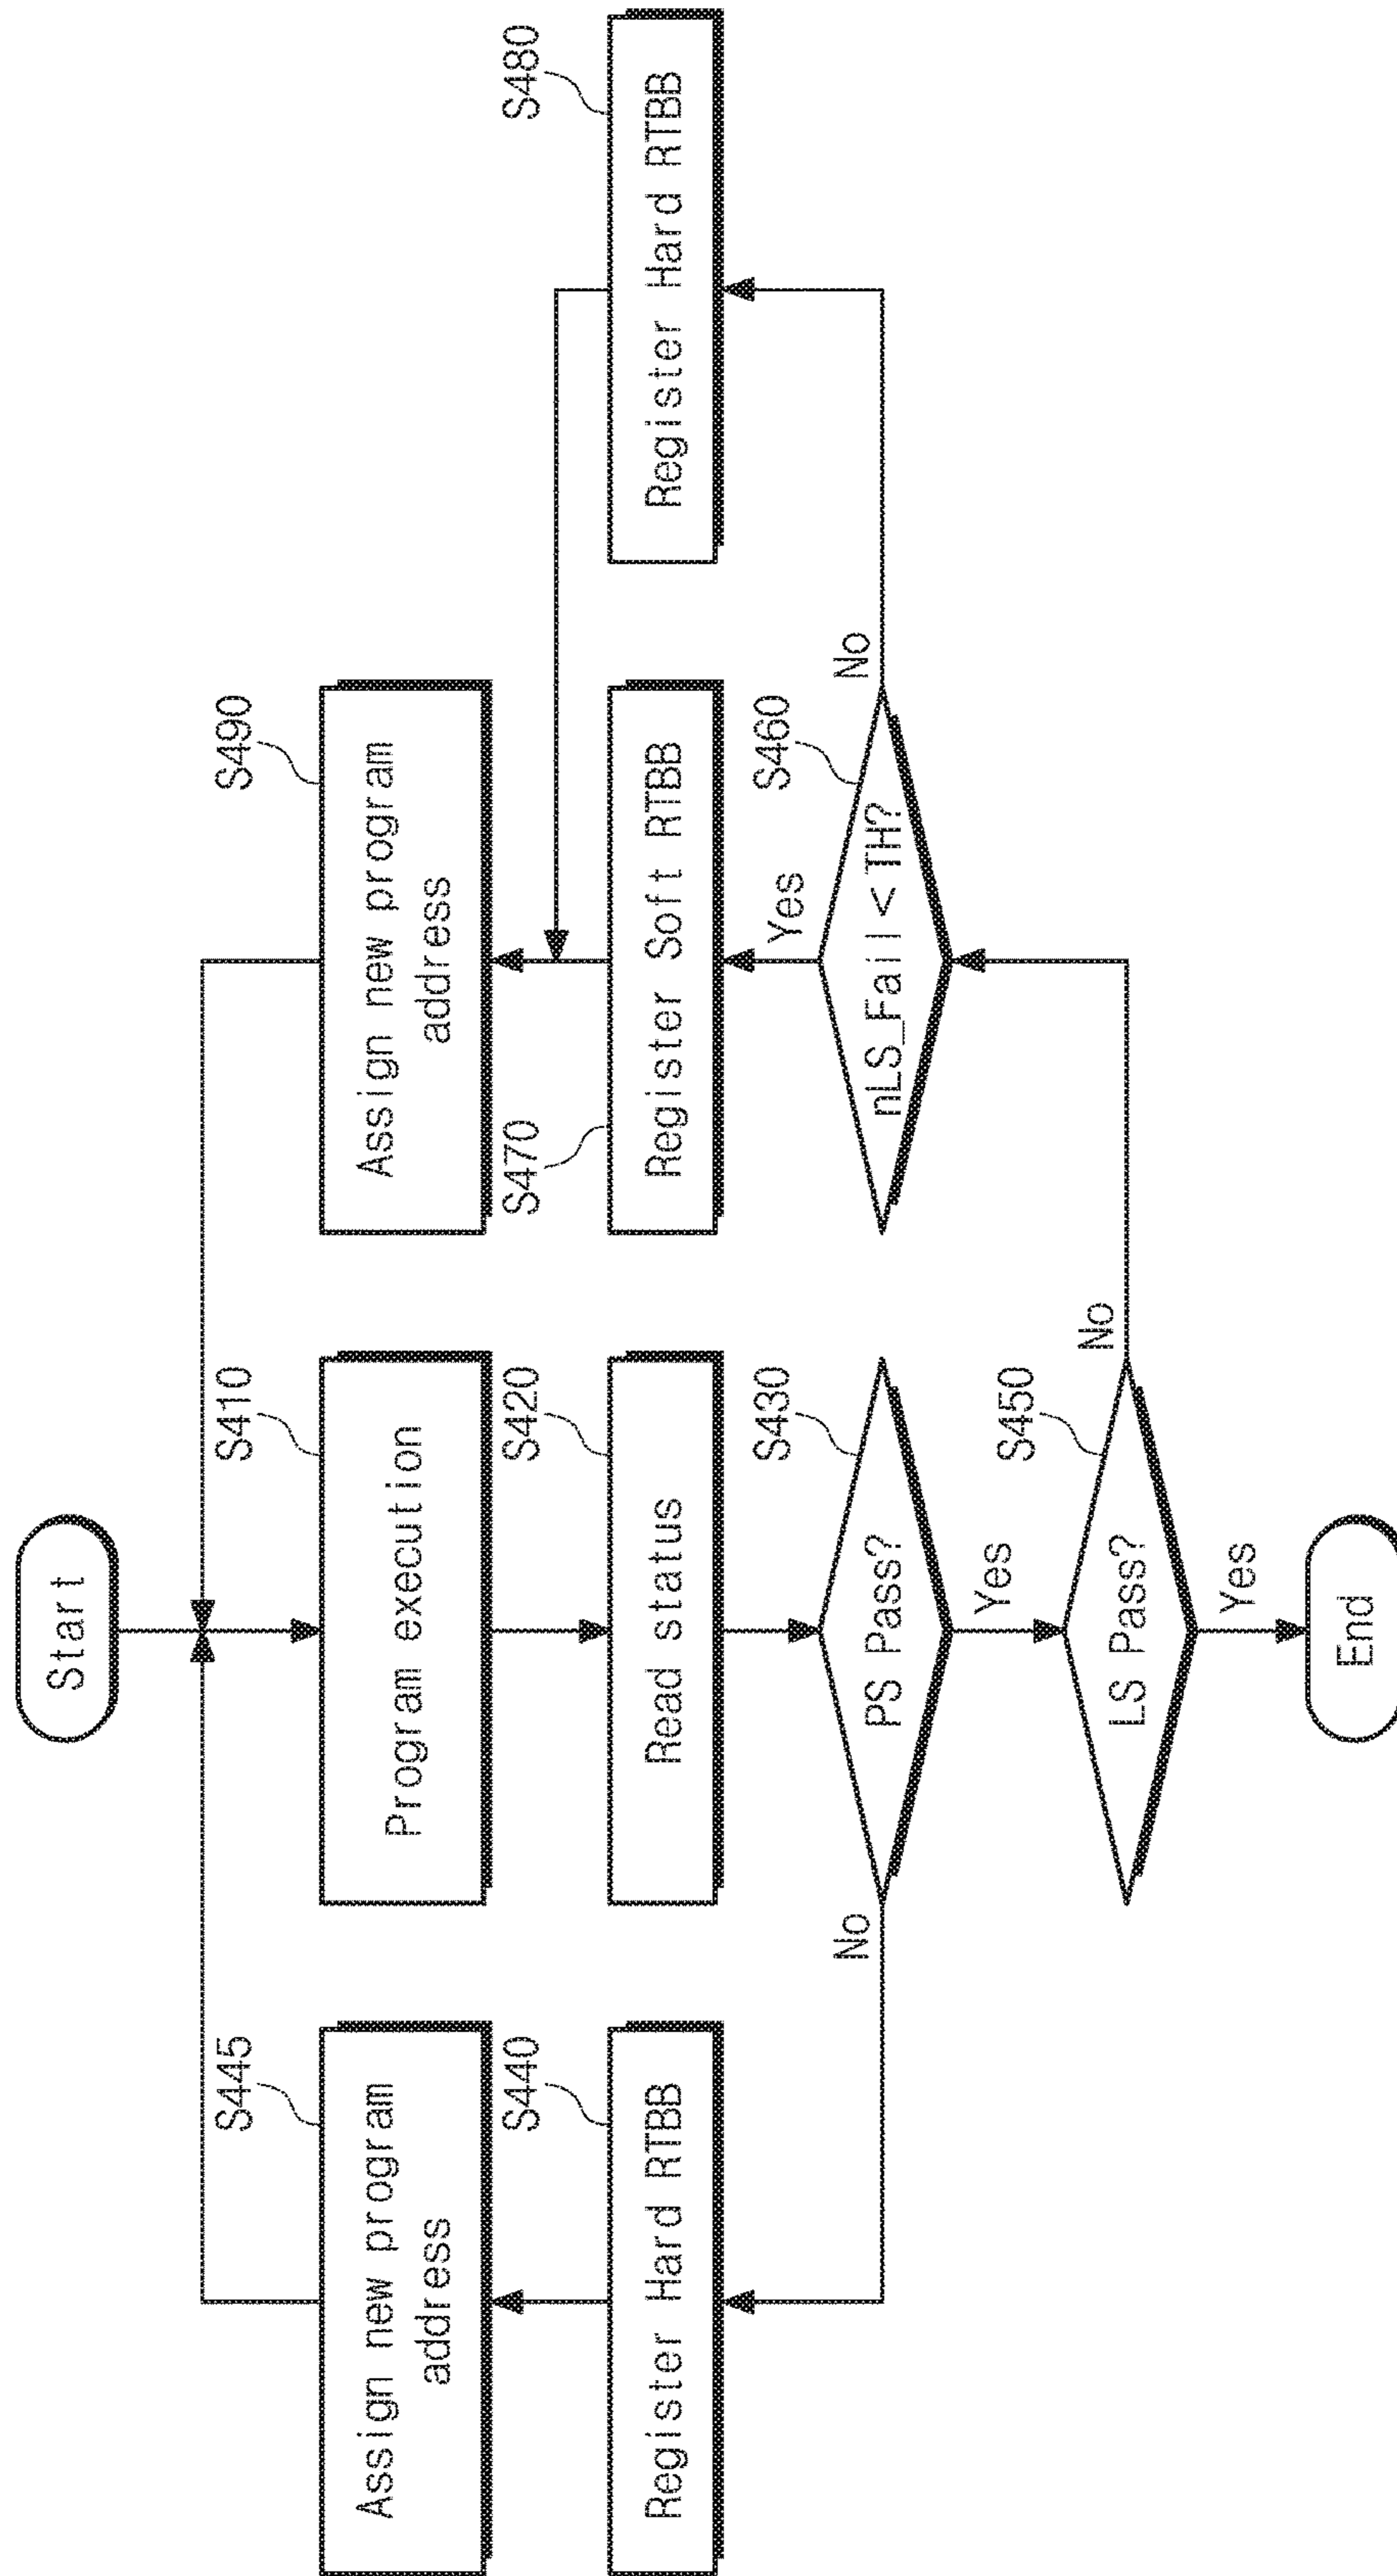 Start
S445
Assign new program
address
S410
Program execution
S490
Assign new program
address
S440
Register Hard RTBB
S420
Read status
S470
Register Soft RTBB
S480
Register Hard RTBB
No
S430
PS Pass?
Yes
Yes
S460
nLS_Fail < TH?
No
S450
LS Pass?
No
Yes
End